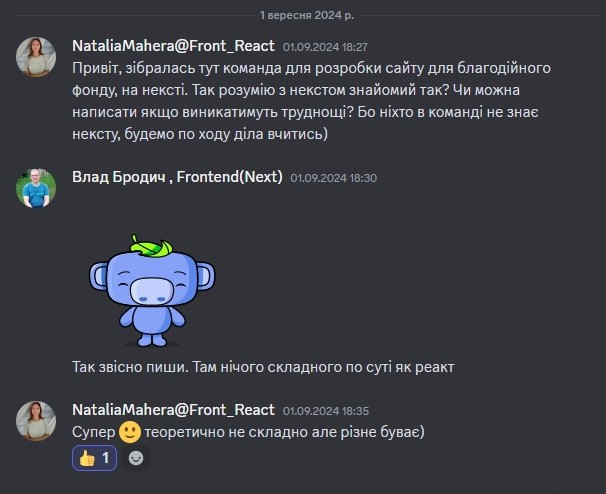 1 вересня 2024 р.
NataliaMahera@Front_React 01.09.2024 18:27
Привіт, зібралась тут команда для розробки сайту для благодійного
фонду, на нексті. Так розумію з некстом знайомий так? Чи можна
написати якщо виникатимуть труднощі? Бо ніхто в команді не знає
нексту, будемо по ходу діла вчитись)
Влад Бродич , Frontend(Next) 01.09.2024 18:30
Так звісно пиши. Там нічого складного по суті як реакт
NataliaMahera@Front_React 01.09.2024 18:35
Супер 🙂 теоретично не складно але різне буває)
👍 1